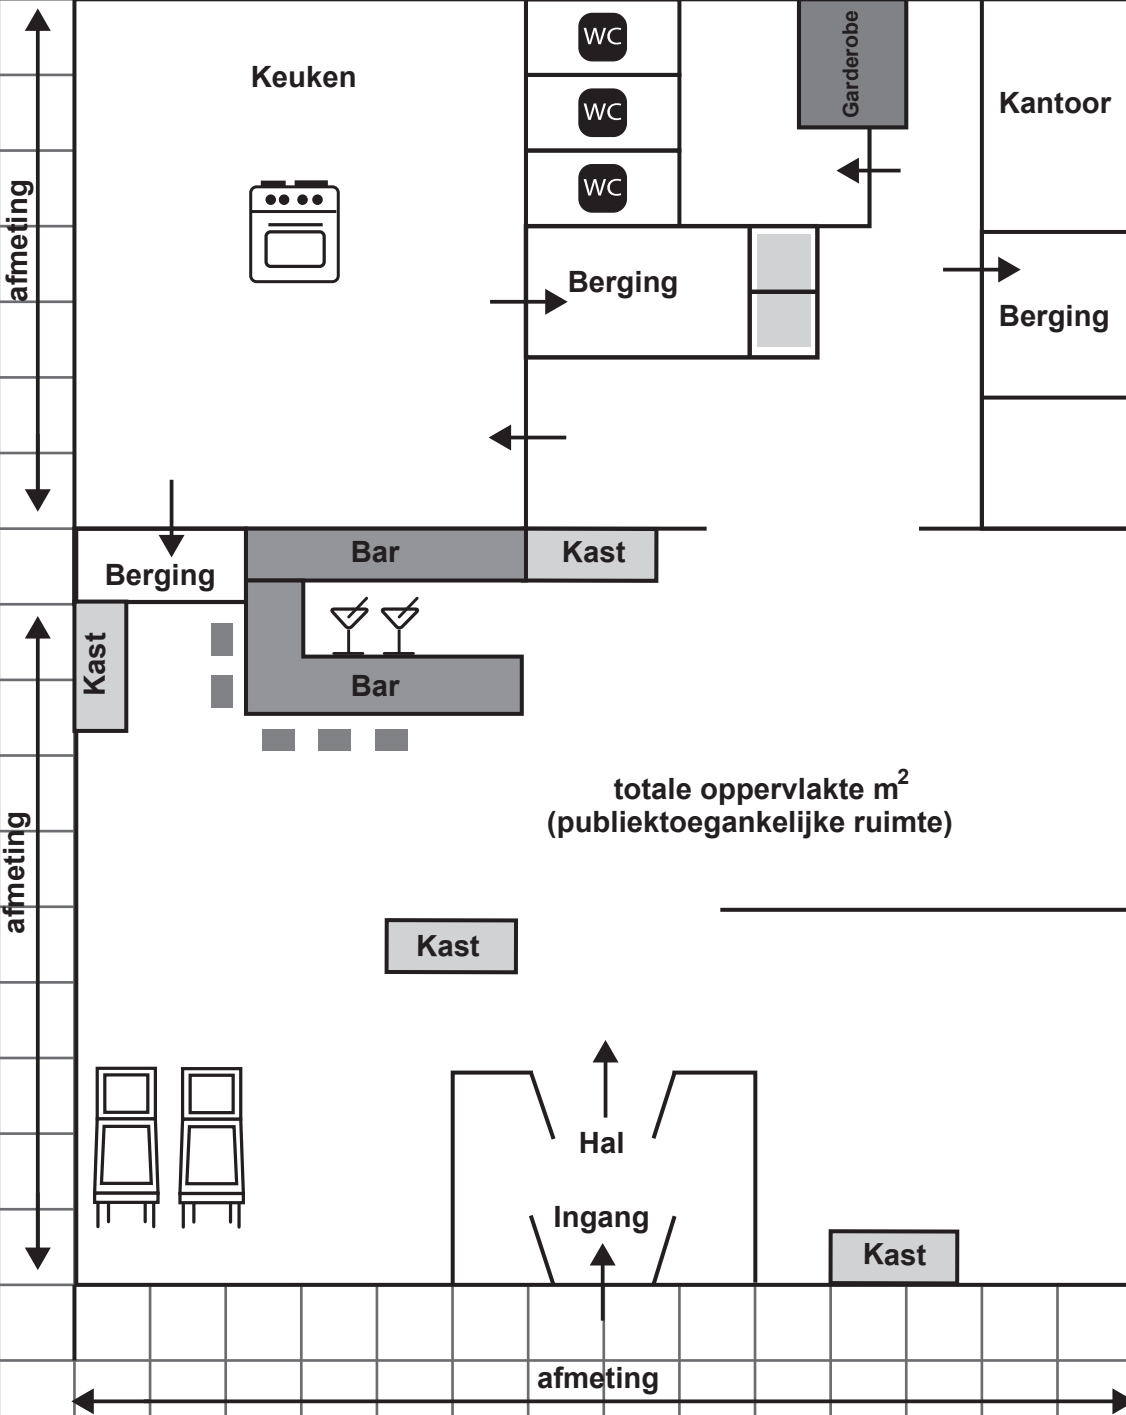 Keuken
WC
WC
WC
Garderobe
Kantoor
afmeting
Berging
Berging
Bar
Kast
Berging
Kast
Bar
totale oppervlakte m²
(publiektoegankelijke ruimte)
afmeting
Kast
Hal
Ingang
Kast
afmeting